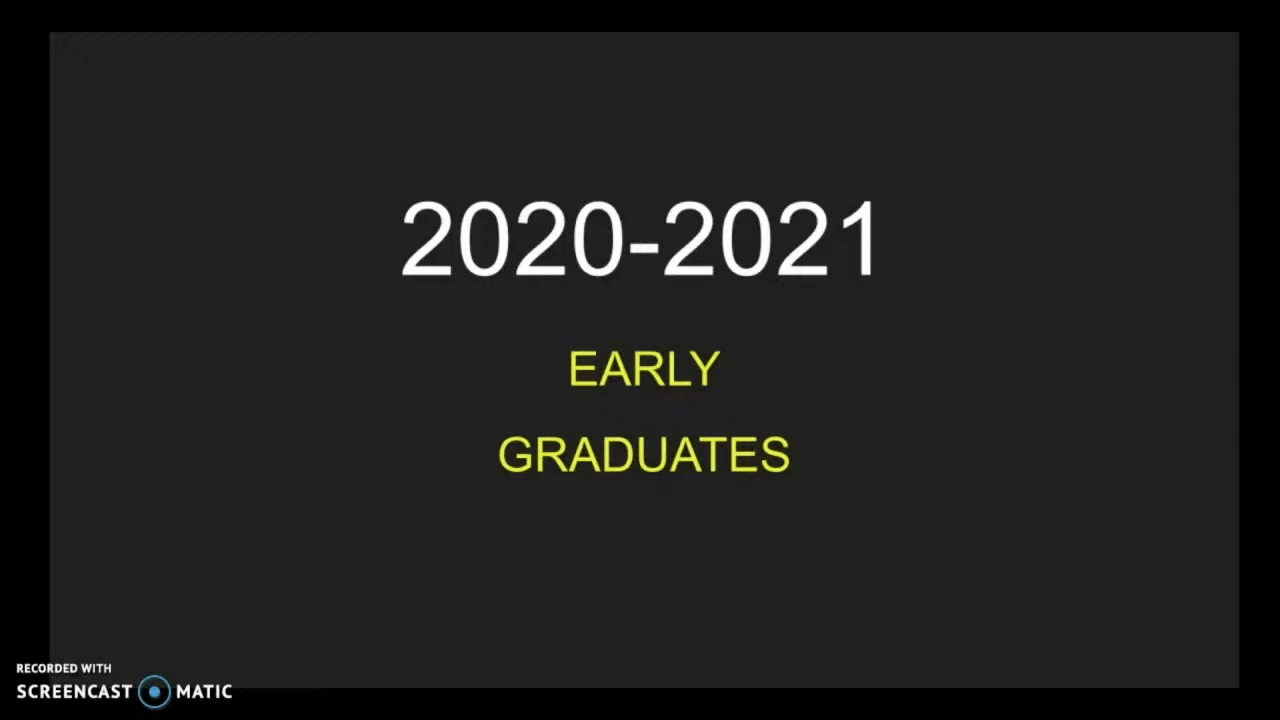 2020-2021
EARLY
GRADUATES
RECORDED WITH
SCREENCAST MATIC